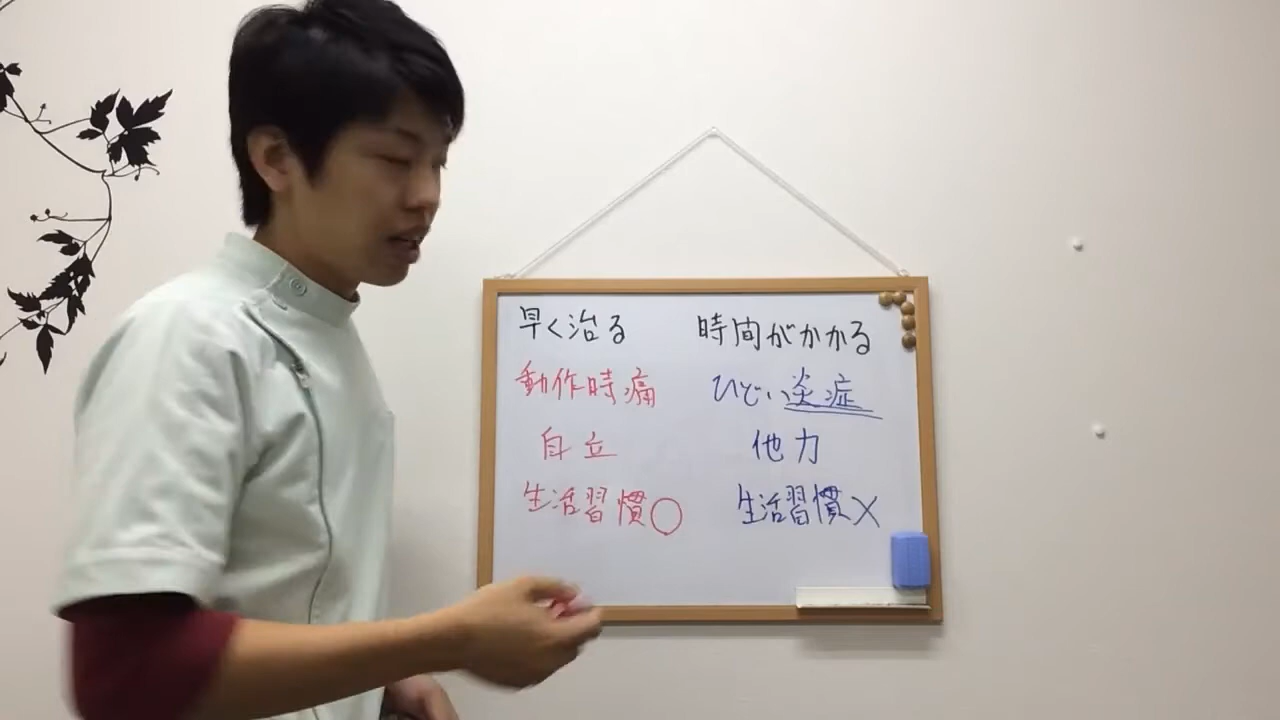 早く治る 時間がかかる
動作時痛 ひどい炎症
自立 他力
生活習慣○ 生活習慣×